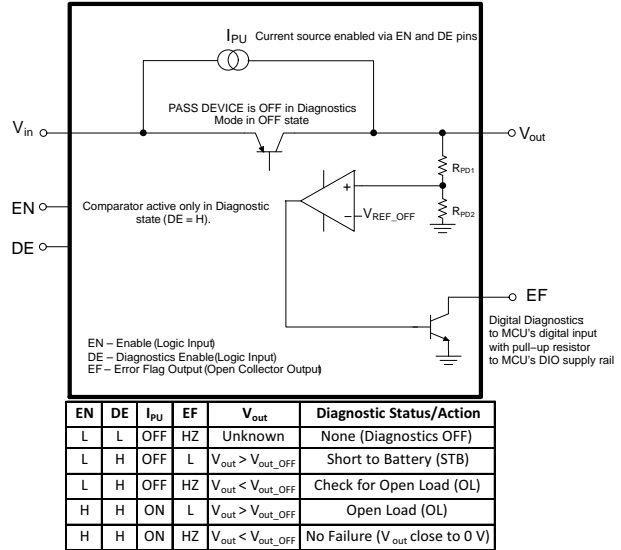 IPU Current source enabled via EN and DE pins
PASS DEVICE is OFF in Diagnostics
Mode in OFF state
Vin
Vout
RPD1
Comparator active only in Diagnostic
state (DE = H).
+
−
VREF_OFF
RPD2
EN
DE
EF
Digital Diagnostics
to MCU's digital input
with pull−up resistor
to MCU's DIO supply rail
EN – Enable (Logic Input)
DE – Diagnostics Enable (Logic Input)
EF – Error Flag Output (Open Collector Output)
EN DE IPU EF Vout Diagnostic Status/Action
L L OFF HZ Unknown None (Diagnostics OFF)
L H OFF L Vout > Vout_OFF Short to Battery (STB)
L H OFF HZ Vout < Vout_OFF Check for Open Load (OL)
H H ON L Vout > Vout_OFF Open Load (OL)
H H ON HZ Vout < Vout_OFF No Failure (Vout close to 0 V)